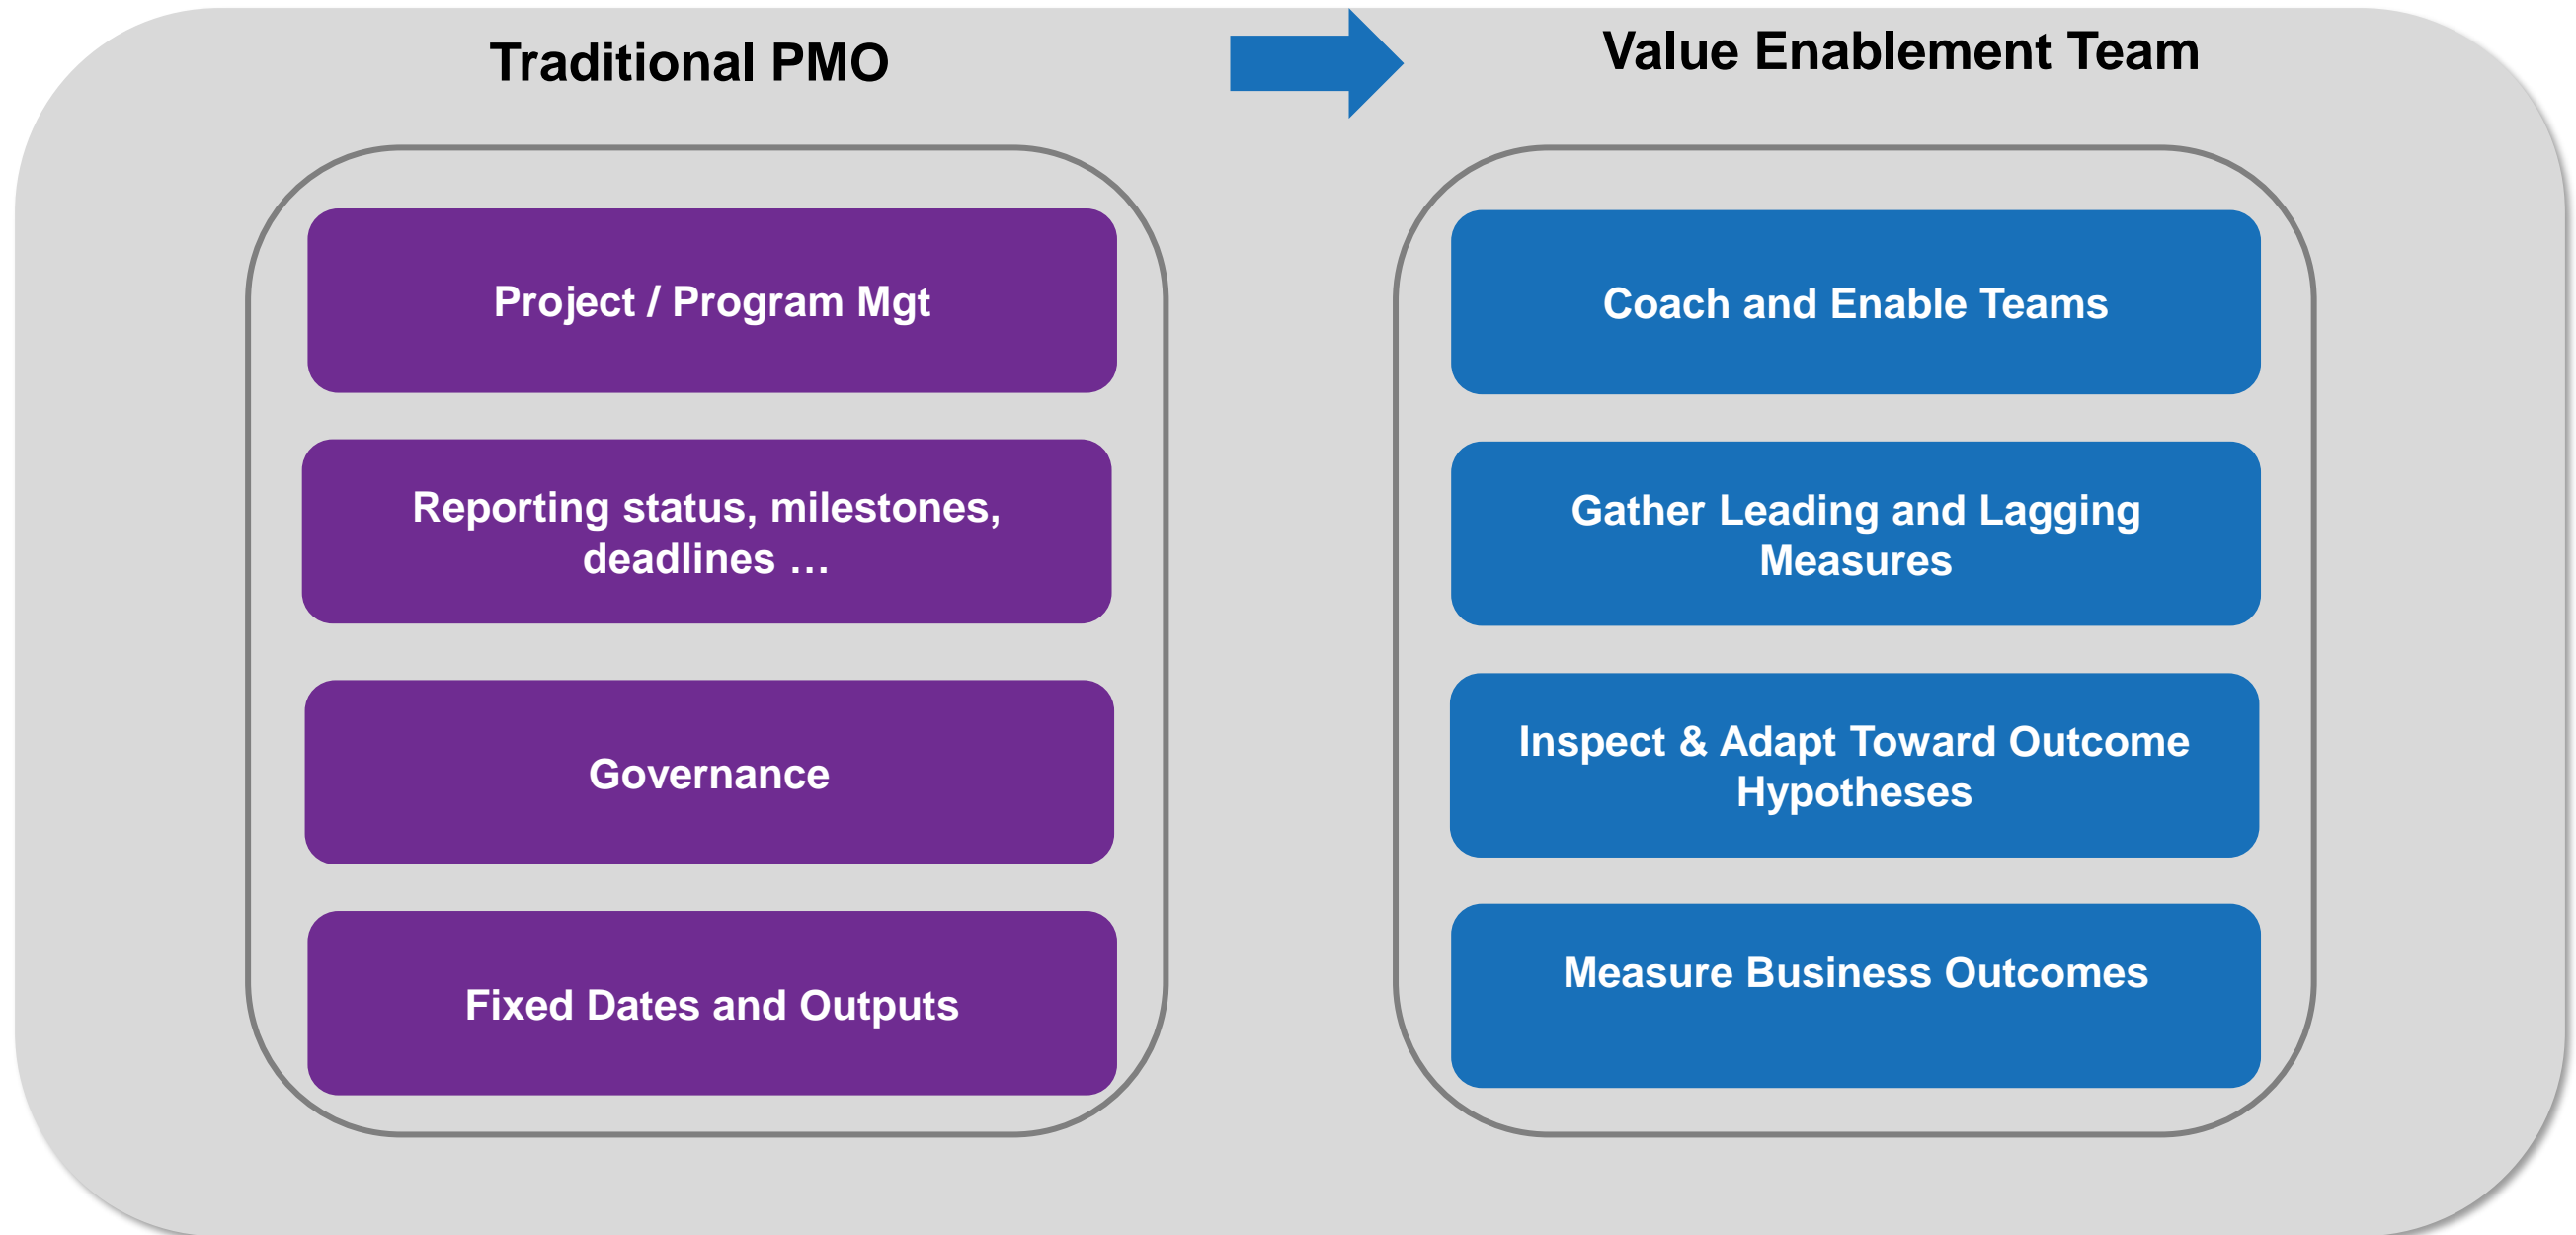 Traditional PMO
Value Enablement Team
Project / Program Mgt
Reporting status, milestones,
deadlines …
Governance
Fixed Dates and Outputs
Coach and Enable Teams
Gather Leading and Lagging
Measures
Inspect & Adapt Toward Outcome
Hypotheses
Measure Business Outcomes